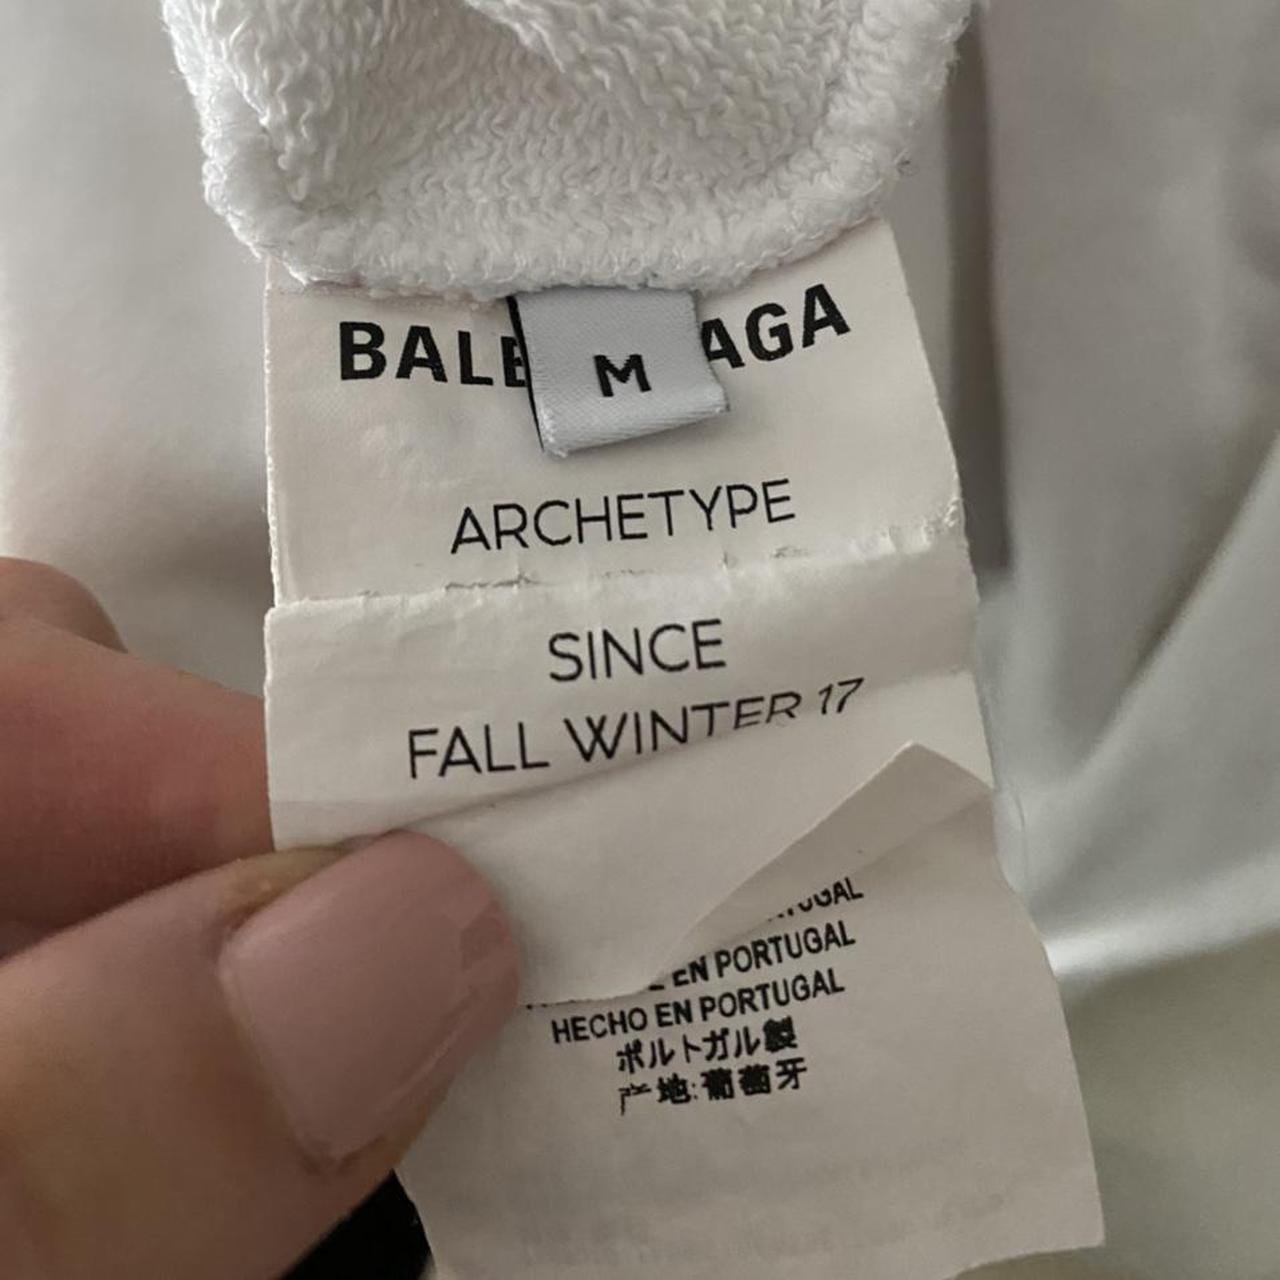 BALE AGA
M
ARCHETYPE
SINCE
FALL WINTER 17
UGAL
EN PORTUGAL
HECHO EN PORTUGAL
ポルトガル製
产地:葡萄牙